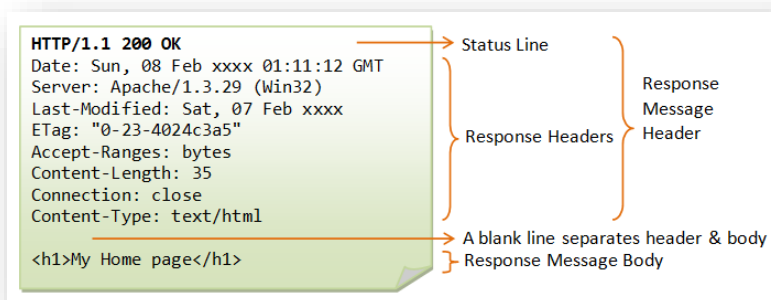 HTTP/1.1 200 OK
Date: Sun, 08 Feb xxxx 01:11:12 GMT
Server: Apache/1.3.29 (Win32)
Last-Modified: Sat, 07 Feb xxxx
ETag: "0-23-4024c3a5"
Accept-Ranges: bytes
Content-Length: 35
Connection: close
Content-Type: text/html
<h1>My Home page</h1>
Status Line
Response Headers
A blank line separates header & body
Response Message Body
Response
Message
Header